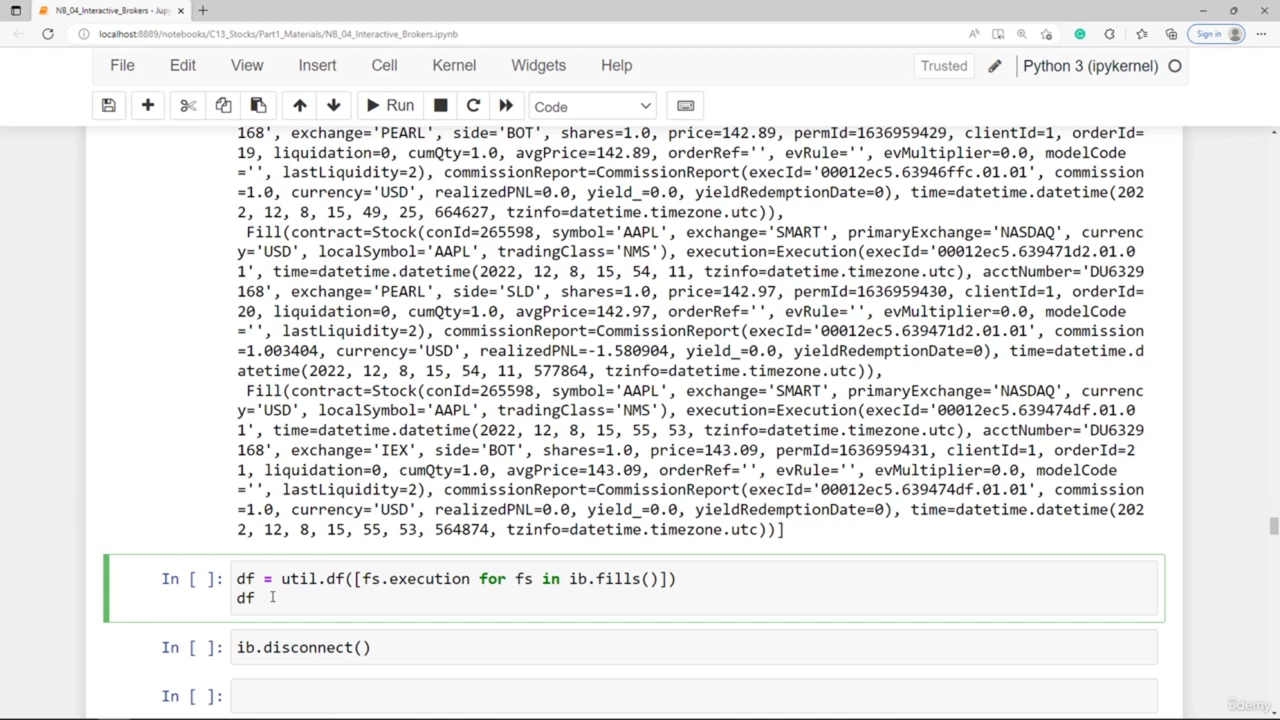 NB_04_Interactive_Brokers - Jupy
localhost:8889/notebooks/C13_Stocks/Part1_Materials/NB_04_Interactive_Brokers.ipynb
Sign in
File Edit View Insert Cell Kernel Widgets Help Trusted Python 3 (ipykernel)
Run Code
168', exchange='PEARL', side='BOT', shares=1.0, price=142.89, permId=1636959429, clientId=1, orderId=
19, liquidation=0, cumQty=1.0, avgPrice=142.89, orderRef='', evRule='', evMultiplier=0.0, modelCode
='', lastLiquidity=2), commissionReport=CommissionReport(execId='00012ec5.63946ffc.01.01', commission
=1.0, currency='USD', realizedPNL=0.0, yield_=0.0, yieldRedemptionDate=0), time=datetime.datetime(202
2, 12, 8, 15, 49, 25, 664627, tzinfo=datetime.timezone.utc)),
Fill(contract=Stock(conId=265598, symbol='AAPL', exchange='SMART', primaryExchange='NASDAQ', currenc
y='USD', localSymbol='AAPL', tradingClass='NMS'), execution=Execution(execId='00012ec5.639471d2.01.0
1', time=datetime.datetime(2022, 12, 8, 15, 54, 11, tzinfo=datetime.timezone.utc), acctNumber='DU6329
168', exchange='PEARL', side='SLD', shares=1.0, price=142.97, permId=1636959430, clientId=1, orderId=
20, liquidation=0, cumQty=1.0, avgPrice=142.97, orderRef='', evRule='', evMultiplier=0.0, modelCode
='', lastLiquidity=2), commissionReport=CommissionReport(execId='00012ec5.639471d2.01.01', commission
=1.003404, currency='USD', realizedPNL=-1.580904, yield_=0.0, yieldRedemptionDate=0), time=datetime.d
atetime(2022, 12, 8, 15, 54, 11, 577864, tzinfo=datetime.timezone.utc)),
Fill(contract=Stock(conId=265598, symbol='AAPL', exchange='SMART', primaryExchange='NASDAQ', currenc
y='USD', localSymbol='AAPL', tradingClass='NMS'), execution=Execution(execId='00012ec5.639474df.01.0
1', time=datetime.datetime(2022, 12, 8, 15, 55, 53, tzinfo=datetime.timezone.utc), acctNumber='DU6329
168', exchange='IEX', side='BOT', shares=1.0, price=143.09, permId=1636959431, clientId=1, orderId=2
1, liquidation=0, cumQty=1.0, avgPrice=143.09, orderRef='', evRule='', evMultiplier=0.0, modelCode
='', lastLiquidity=2), commissionReport=CommissionReport(execId='00012ec5.639474df.01.01', commission
=1.0, currency='USD', realizedPNL=0.0, yield_=0.0, yieldRedemptionDate=0), time=datetime.datetime(202
2, 12, 8, 15, 55, 53, 564874, tzinfo=datetime.timezone.utc))]
In [ ]: df = util.df([fs.execution for fs in ib.fills()])
df
In [ ]: ib.disconnect()
In [ ]:
ûdemy